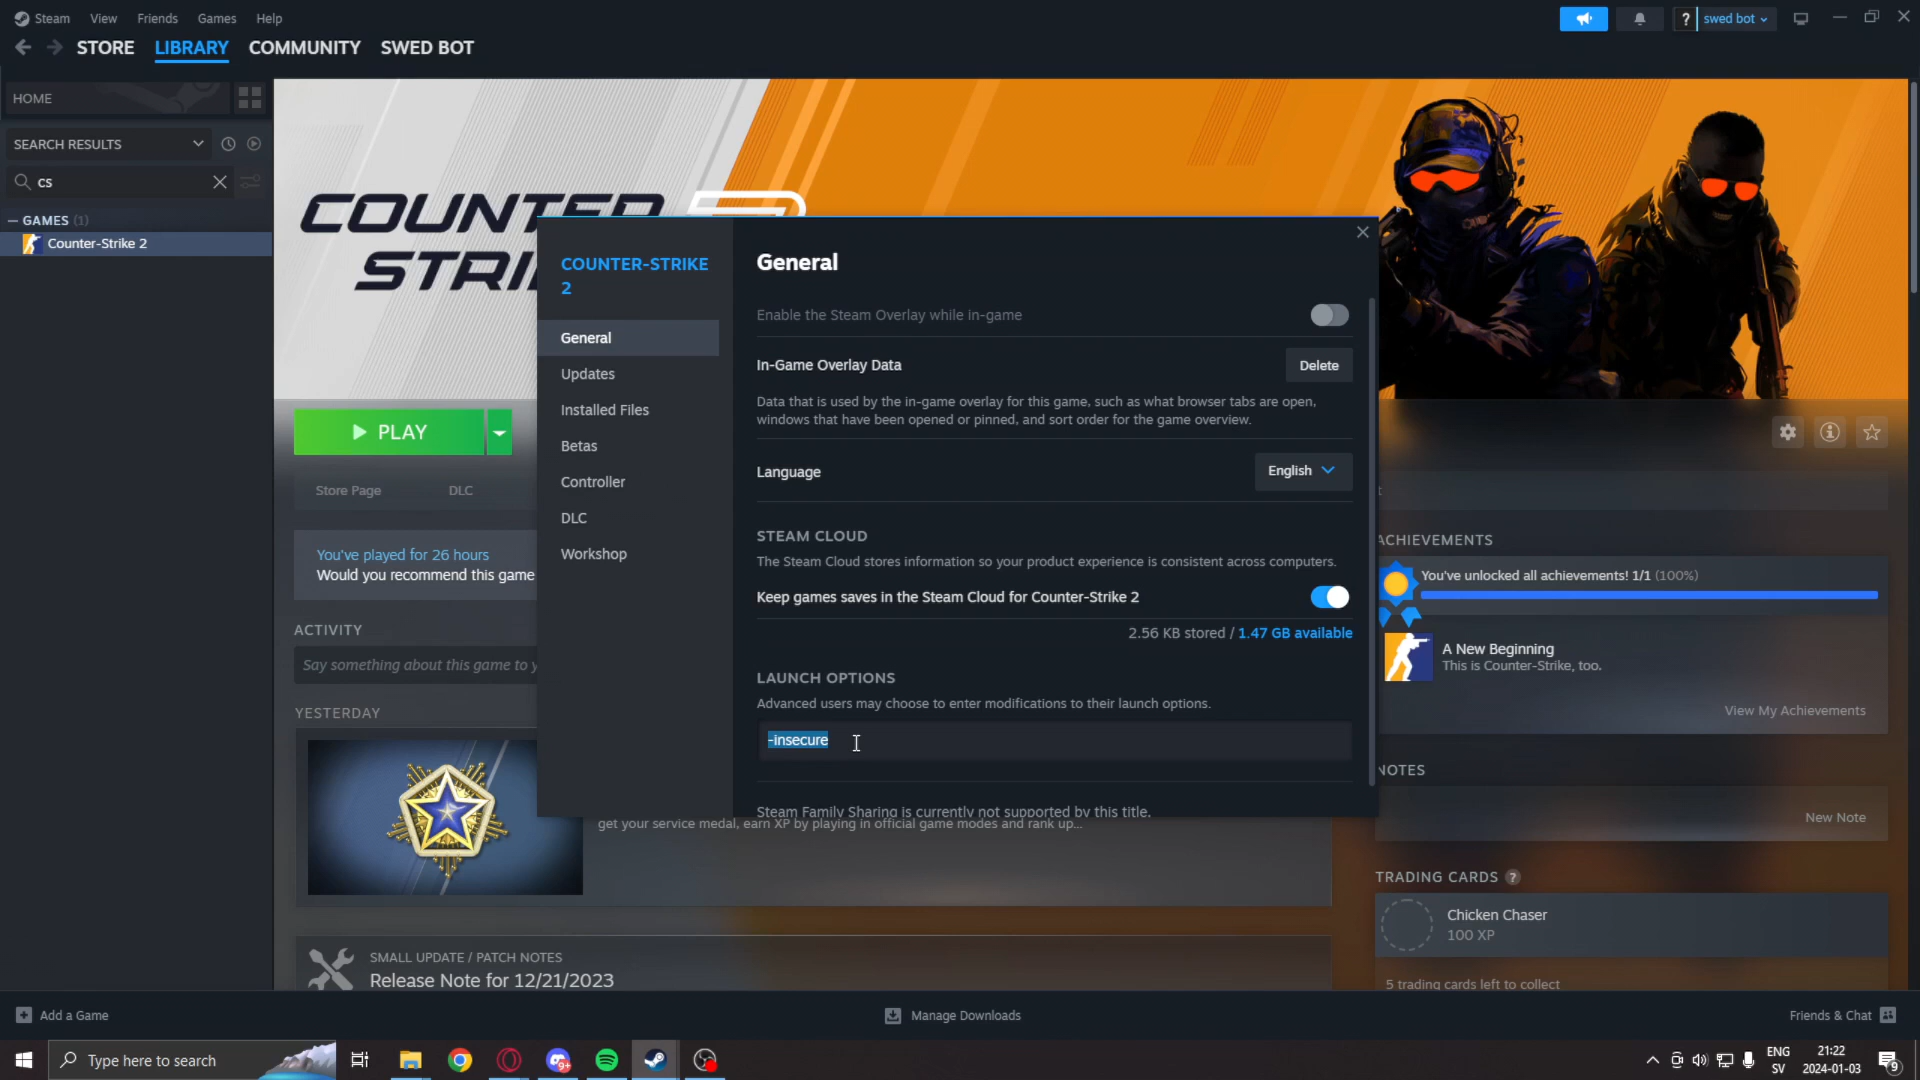 Steam View Friends Games Help
? swed bot
STORE LIBRARY COMMUNITY SWED BOT
HOME
SEARCH RESULTS
cs
— GAMES (1)
Counter-Strike 2
COUNTER
STRI
COUNTER-STRIKE
2
General
Updates
Installed Files
Betas
Controller
DLC
Workshop
General
Enable the Steam Overlay while in-game
In-Game Overlay Data
Delete
Data that is used by the in-game overlay for this game, such as what browser tabs are open,
windows that have been opened or pinned, and sort order for the game overview.
Language
English
STEAM CLOUD
The Steam Cloud stores information so your product experience is consistent across computers.
Keep games saves in the Steam Cloud for Counter-Strike 2
2.56 KB stored / 1.47 GB available
LAUNCH OPTIONS
Advanced users may choose to enter modifications to their launch options.
-insecure
Steam Family Sharing is currently not supported by this title.
PLAY
Store Page DLC
You've played for 26 hours
Would you recommend this game
ACTIVITY
Say something about this game to y
YESTERDAY
get your service medal, earn XP by playing in official game modes and rank up...
SMALL UPDATE / PATCH NOTES
Release Note for 12/21/2023
ACHIEVEMENTS
You've unlocked all achievements! 1/1 (100%)
A New Beginning
This is Counter-Strike, too.
View My Achievements
NOTES
New Note
TRADING CARDS ?
Chicken Chaser
100 XP
5 trading cards left to collect
Add a Game
Manage Downloads
Friends & Chat
Type here to search
ENG
SV
21:22
2024-01-03
9